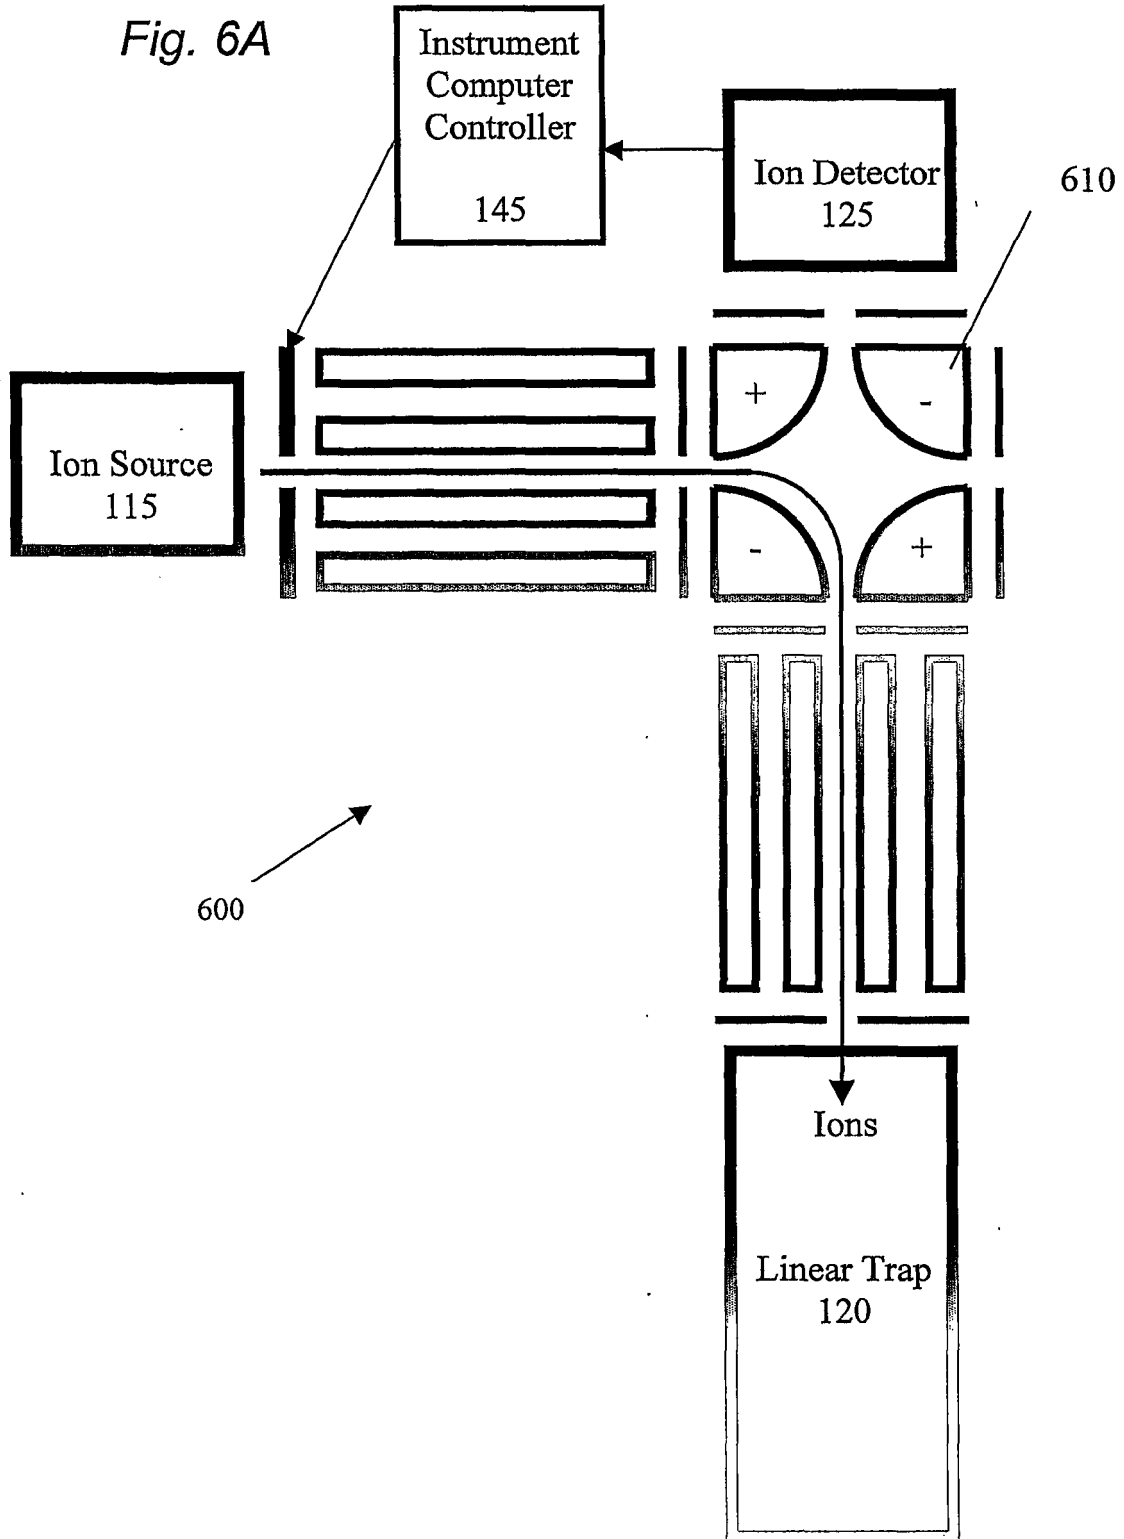 Fig. 6A
Instrument
Computer
Controller
145
Ion Detector
125
610
Ion Source
115
+
-
-
+
600
Ions
Linear Trap
120